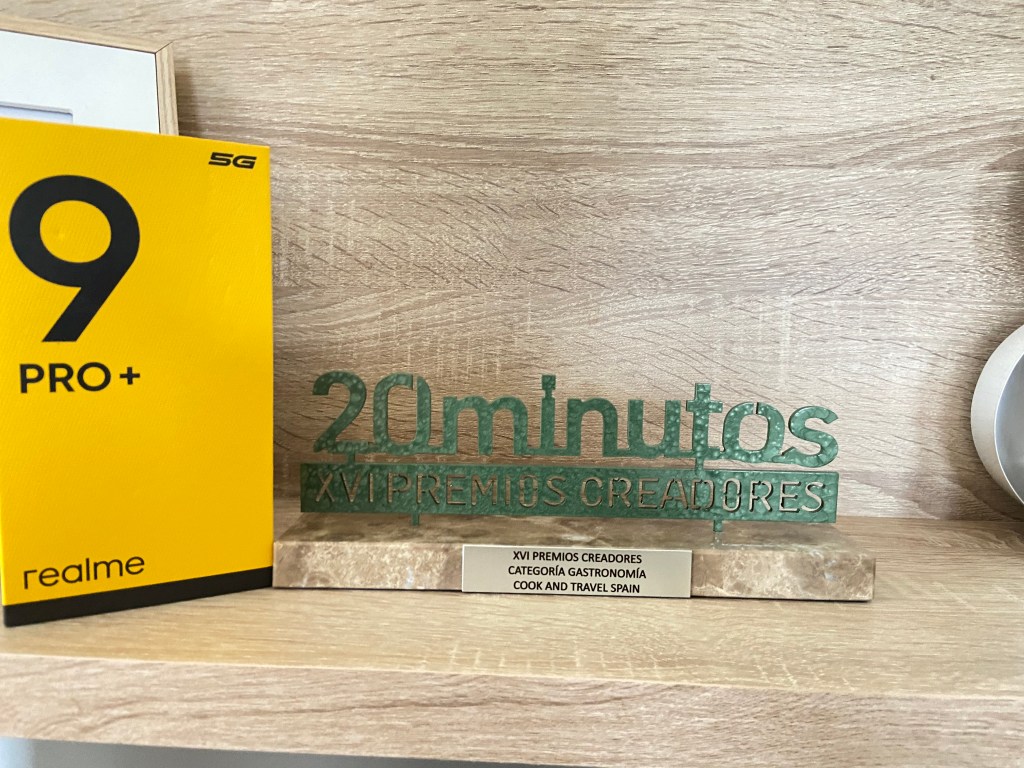 5G
9
PRO+
realme
20minutos
XVI PREMIOS CREADORES
XVI PREMIOS CREADORES
CATEGORÍA GASTRONOMÍA
COOK AND TRAVEL SPAIN